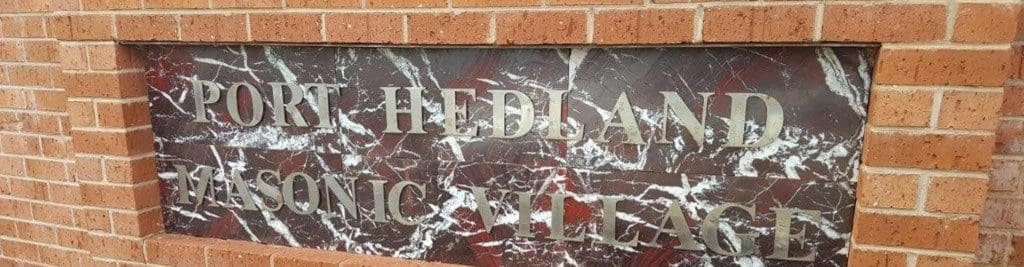 PORT HEDLAND
MASONIC VILLAGE